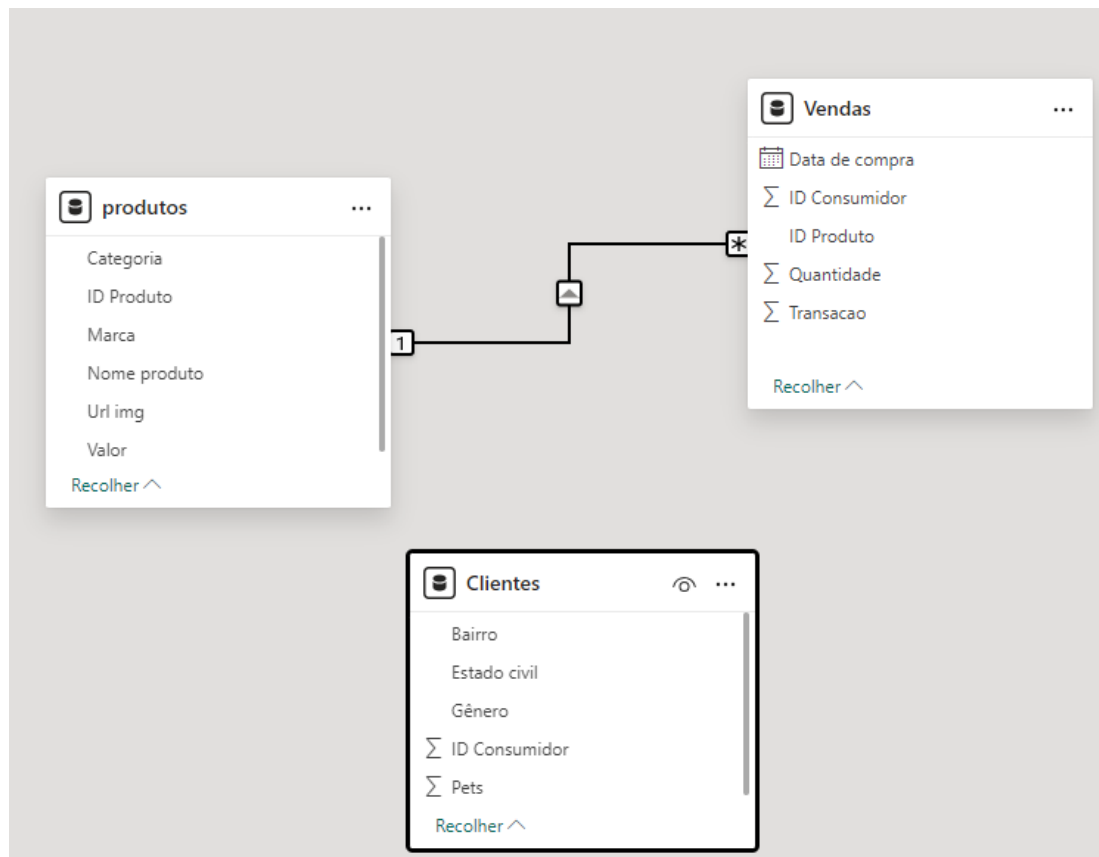 Vendas
Data de compra
ID Consumidor
ID Produto
Quantidade
Transacao
Recolher
produtos
Categoria
ID Produto
Marca
Nome produto
Url img
Valor
Recolher
1
*
Clientes
Bairro
Estado civil
Gênero
ID Consumidor
Pets
Recolher